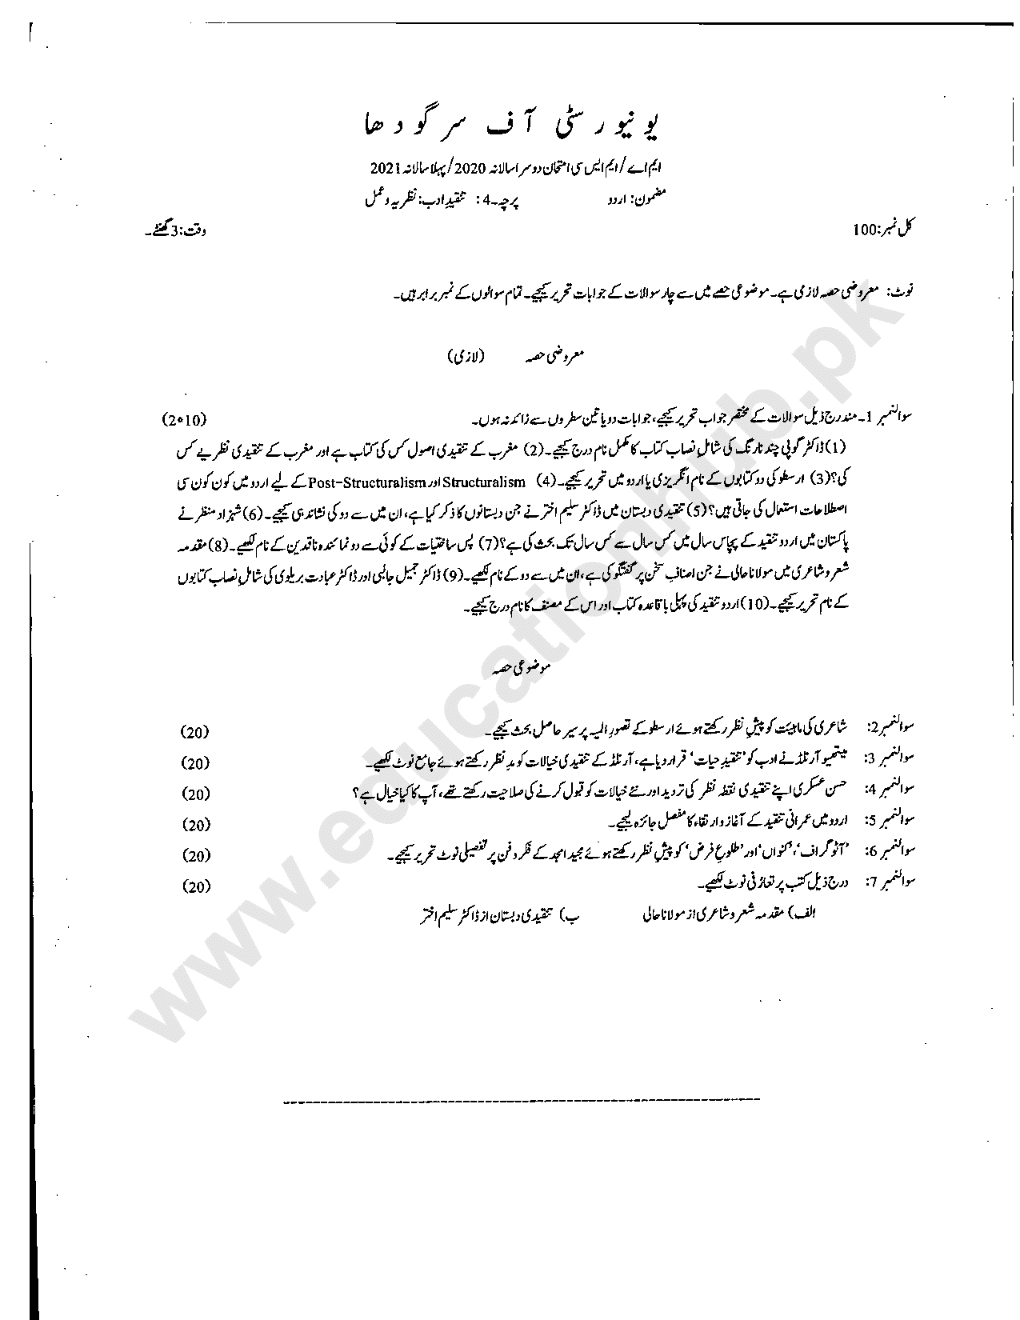 یونیورسٹی آف سرگودھا
ایم اے/ ایم ایس سی امتحان دوسرا سالانہ 2020/ پہلا سالانہ 2021
مضمون: اردو پرچہ۔4: تنقید ادب: نظریہ و عمل
کل نمبر:100 وقت:3 گھنٹے۔
نوٹ: معروضی حصہ لازمی ہے۔ موضوعی حصے میں سے چار سوالات کے جوابات تحریر کیجیے۔ تمام سوالوں کے نمبر برابر ہیں۔
معروضی حصہ (لازمی)
سوال نمبر 1۔ مندرج ذیل سوالات کے مختصر جواب تحریر کیجیے، جوابات دو یا تین سطروں سے زائد نہ ہوں۔ (2*10)
(1) ڈاکٹر گوپی چند نارنگ کی شامل نصاب کتاب کا مکمل نام درج کیجیے۔ (2) مغرب کے تنقیدی اصول کس کی کتاب ہے اور مغرب کے تنقیدی نظریے کس
کی؟ (3) ارسطو کی دو کتابوں کے نام انگریزی یا اردو میں تحریر کیجیے۔ (4) Structuralism اور Post-Structuralism کے لیے اردو میں کون کون سی
اصطلاحات استعمال کی جاتی ہیں؟ (5) تنقیدی دبستان میں ڈاکٹر سلیم اختر نے جن دبستانوں کا ذکر کیا ہے، ان میں سے دو کی نشاندہی کیجیے۔ (6) شہزاد منظر نے
پاکستان میں اردو تنقید کے پچاس سال میں کس سال سے کس سال تک بحث کی ہے؟ (7) پس ساختیات کے کوئی سے دو نمائندہ ناقدین کے نام لکھیے۔ (8) مقدمہ
شعر و شاعری میں مولانا حالی نے جن اصناف سخن پر گفتگو کی ہے، ان میں سے دو کے نام لکھیے۔ (9) ڈاکٹر جمیل جالبی اور ڈاکٹر عبادت بریلوی کی شامل نصاب کتابوں
کے نام تحریر کیجیے۔ (10) اردو تنقید کی پہلی باقاعدہ کتاب اور اس کے مصنف کا نام درج کیجیے۔
موضوعی حصہ
سوال نمبر 2: شاعری کی ماہیئت کو پیشِ نظر رکھتے ہوئے ارسطو کے تصورِ المیہ پر سیر حاصل بحث کیجیے۔ (20)
سوال نمبر 3: میتھیو آرنلڈ نے ادب کو 'تنقیدِ حیات' قرار دیا ہے، آرنلڈ کے تنقیدی خیالات کو مدِ نظر رکھتے ہوئے جامع نوٹ لکھیے۔ (20)
سوال نمبر 4: حسن عسکری اپنے تنقیدی نقطہ نظر کی تردید اور نئے خیالات کو قبول کرنے کی صلاحیت رکھتے تھے، آپ کا کیا خیال ہے؟ (20)
سوال نمبر 5: اردو میں عمرانی تنقید کے آغاز و ارتقاء کا مفصل جائزہ لیجیے۔ (20)
سوال نمبر 6: 'آٹوگراف'، 'کنواں' اور 'طلوعِ فرض' کو پیشِ نظر رکھتے ہوئے مجید امجد کے فکر و فن پر تفصیلی نوٹ تحریر کیجیے۔ (20)
سوال نمبر 7: درج ذیل کتب پر تعارفی نوٹ لکھیے۔ (20)
الف) مقدمہ شعر و شاعری از مولانا حالی ب) تنقیدی دبستان از ڈاکٹر سلیم اختر
www.educationhub.pk